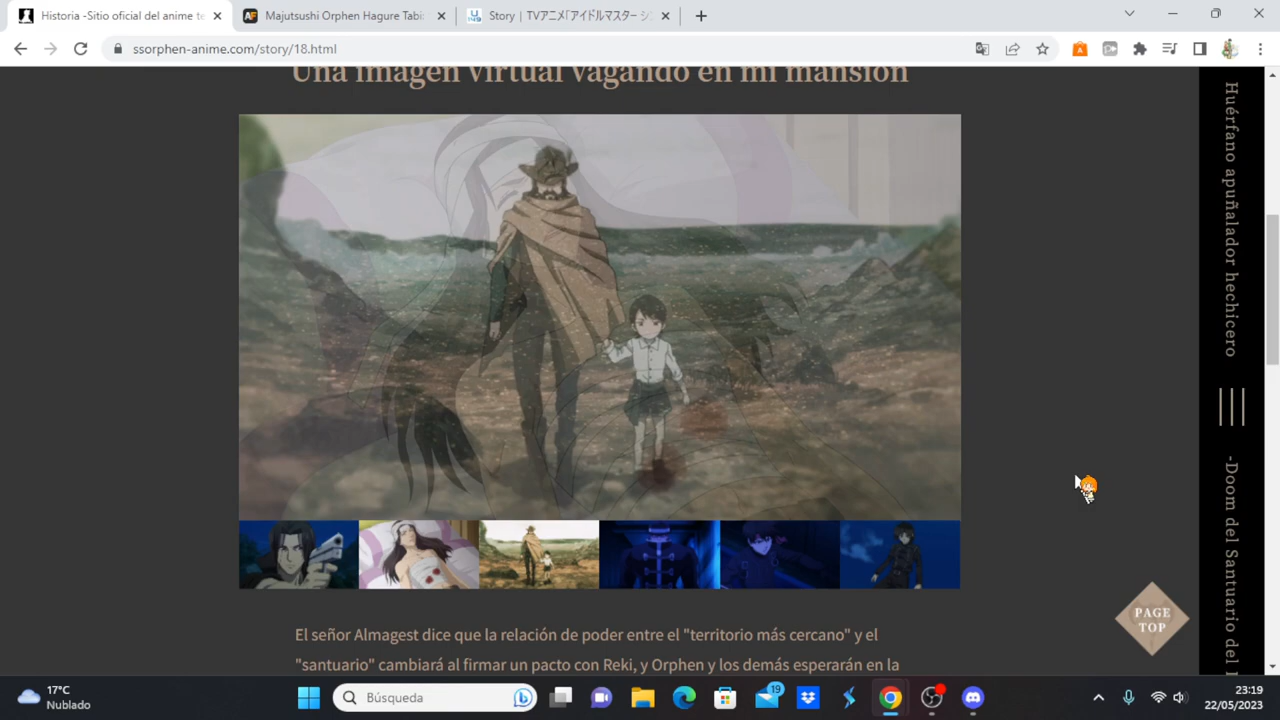 Historia -Sitio oficial del anime te
Majutsushi Orphen Hagure Tabi:
Story | TVアニメ「アイドルマスター シン
ssorphen-anime.com/story/18.html
Una imagen virtual vagando en mi mansión
Huérfano apuñalador hechicero
-Doom del Santuario del
PAGE
TOP
El señor Almagest dice que la relación de poder entre el "territorio más cercano" y el
"santuario" cambiará al firmar un pacto con Reki, y Orphen y los demás esperarán en la
17°C
Nublado
Búsqueda
19
23:19
22/05/2023